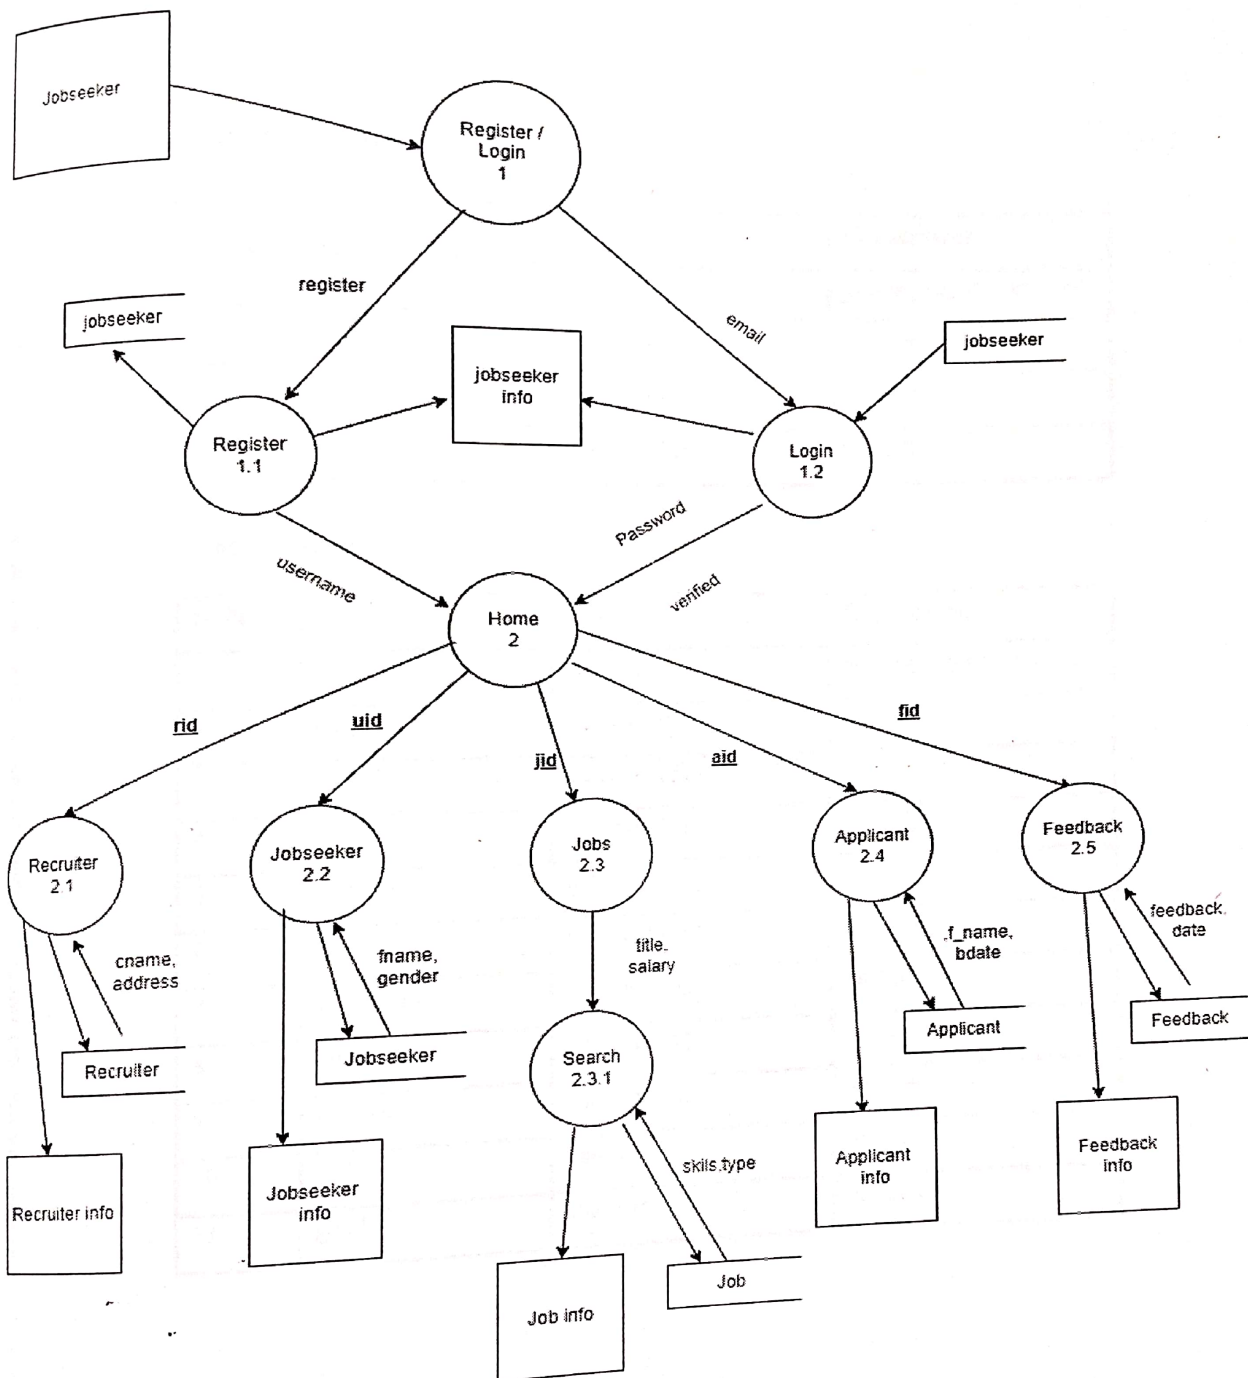 Jobseeker
Register /
Login
1
register
email
jobseeker
jobseeker
info
jobseeker
Register
1.1
Login
1.2
username
Password
verified
Home
2
rid
uid
jid
aid
fid
Recruiter
2.1
Jobseeker
2.2
Jobs
2.3
Applicant
2.4
Feedback
2.5
cname,
address
fname,
gender
title.
salary
.f_name,
bdate
feedback.
date
Recruiter
Jobseeker
Search
2.3.1
Applicant
Feedback
Recruiter info
Jobseeker
info
skils.type
Applicant
info
Feedback
info
Job info
Job